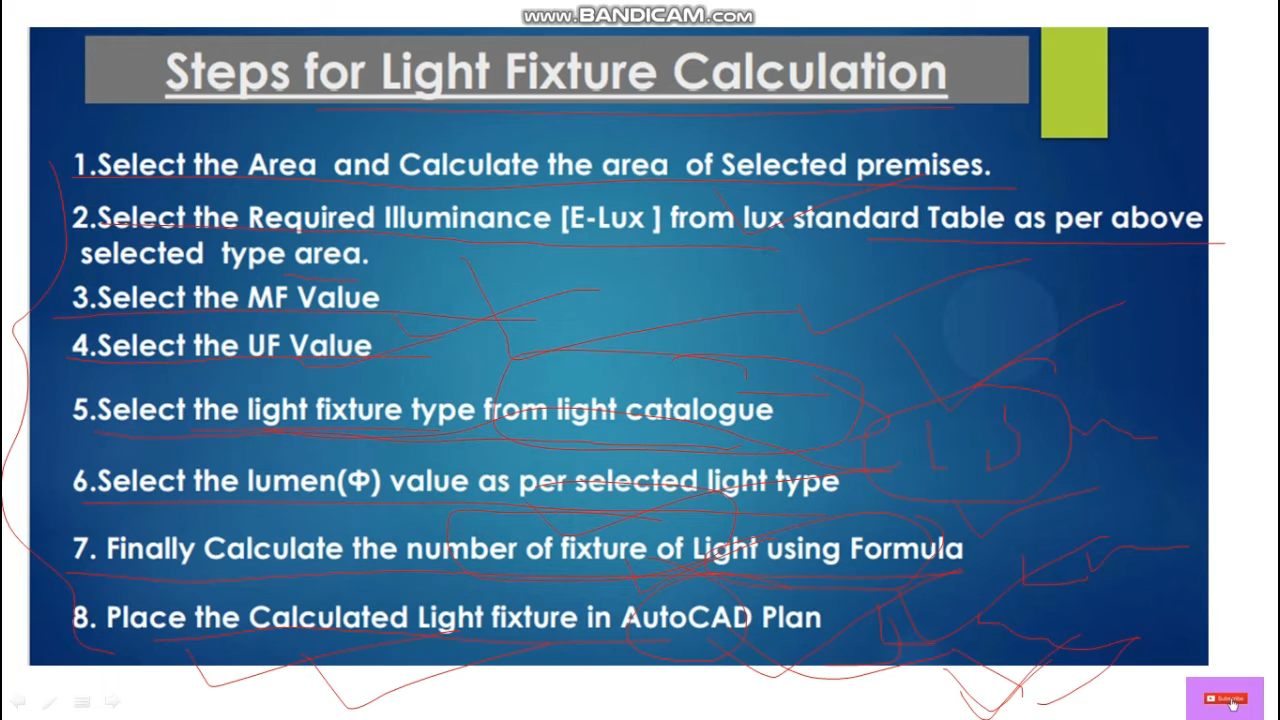 www.BANDICAM.com
Steps for Light Fixture Calculation
1.Select the Area and Calculate the area of Selected premises.
2.Select the Required Illuminance [E-Lux ] from lux standard Table as per above
selected type area.
3.Select the MF Value
4.Select the UF Value
5.Select the light fixture type from light catalogue
6.Select the lumen(Φ) value as per selected light type
7. Finally Calculate the number of fixture of Light using Formula
8. Place the Calculated Light fixture in AutoCAD Plan
Subscribe